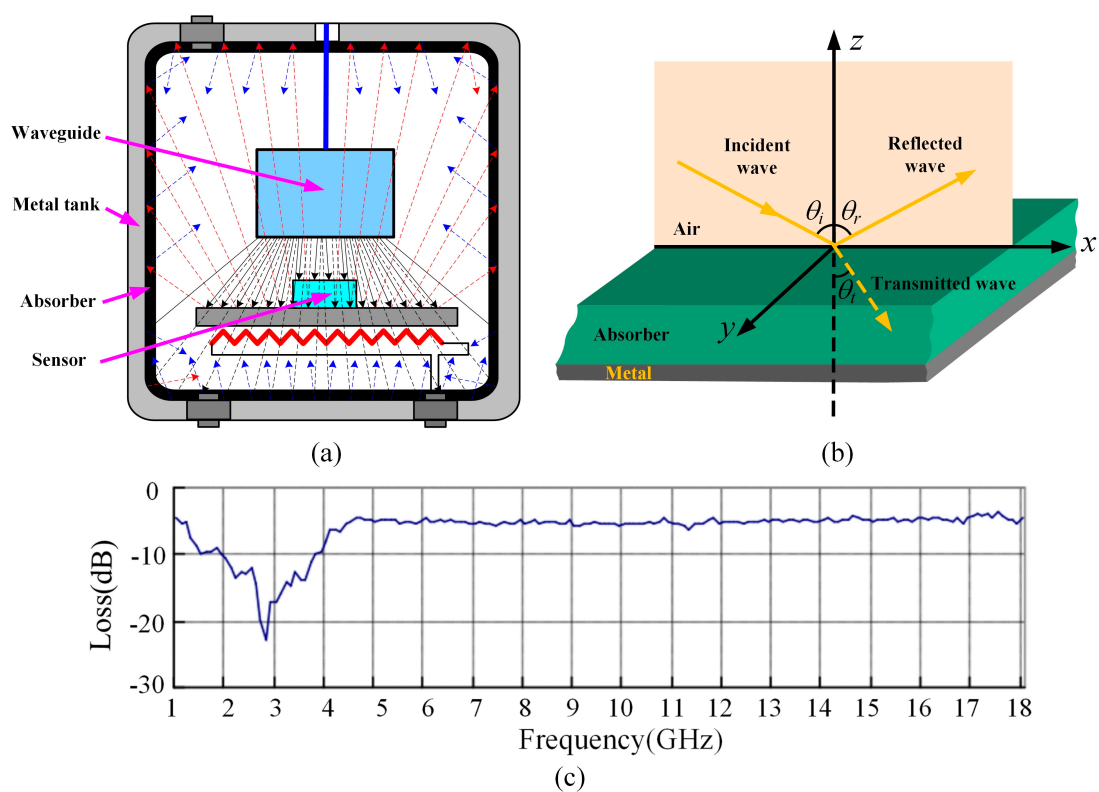 Waveguide
Metal tank
Absorber
Sensor
(a)
z
Incident
wave
Reflected
wave
θi
θr
Air
x
Transmitted wave
θt
Absorber
y
Metal
(b)
0
-10
-20
-30
Loss(dB)
1 2 3 4 5 6 7 8 9 10 11 12 13 14 15 16 17 18
Frequency(GHz)
(c)